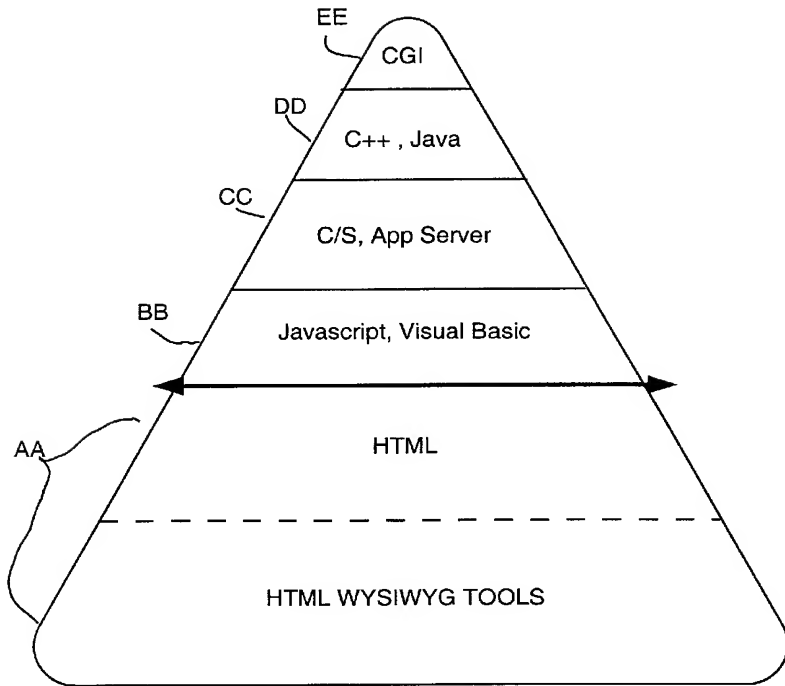 EE
CGI
DD
C++ , Java
CC
C/S, App Server
BB
Javascript, Visual Basic
AA
HTML
HTML WYSIWYG TOOLS